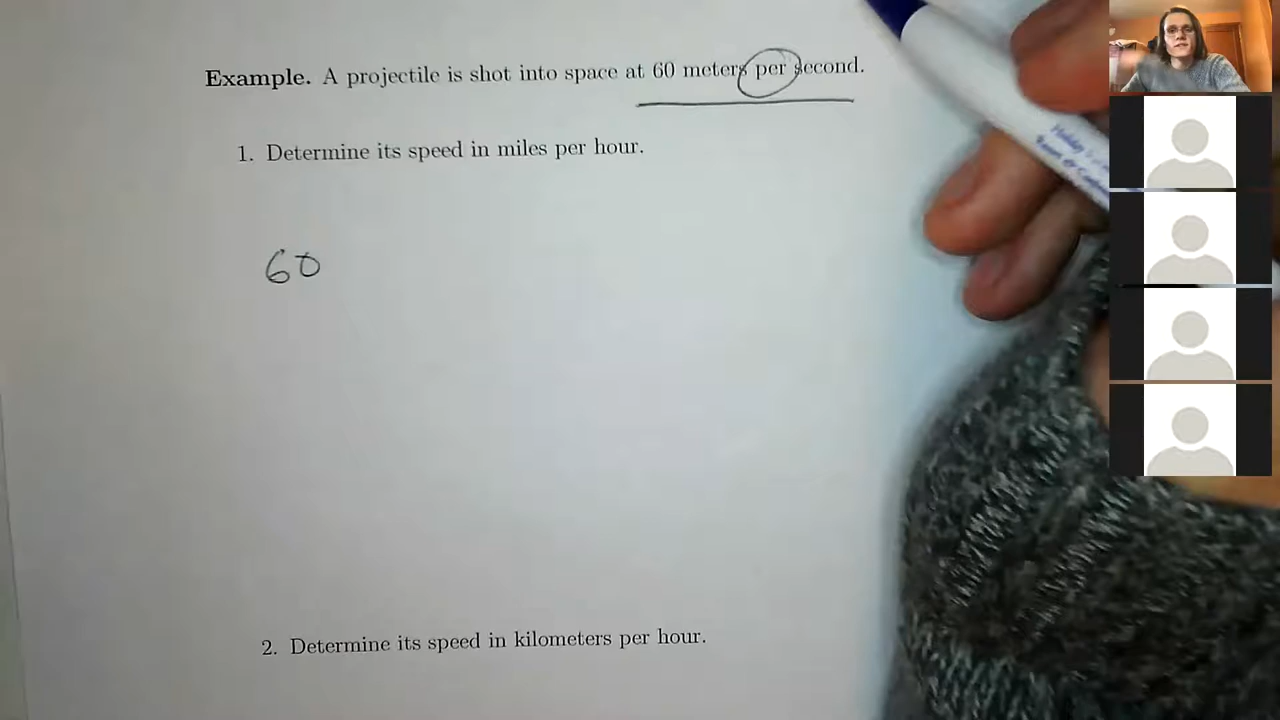 Example. A projectile is shot into space at 60 meters per second.
1. Determine its speed in miles per hour.
60
2. Determine its speed in kilometers per hour.